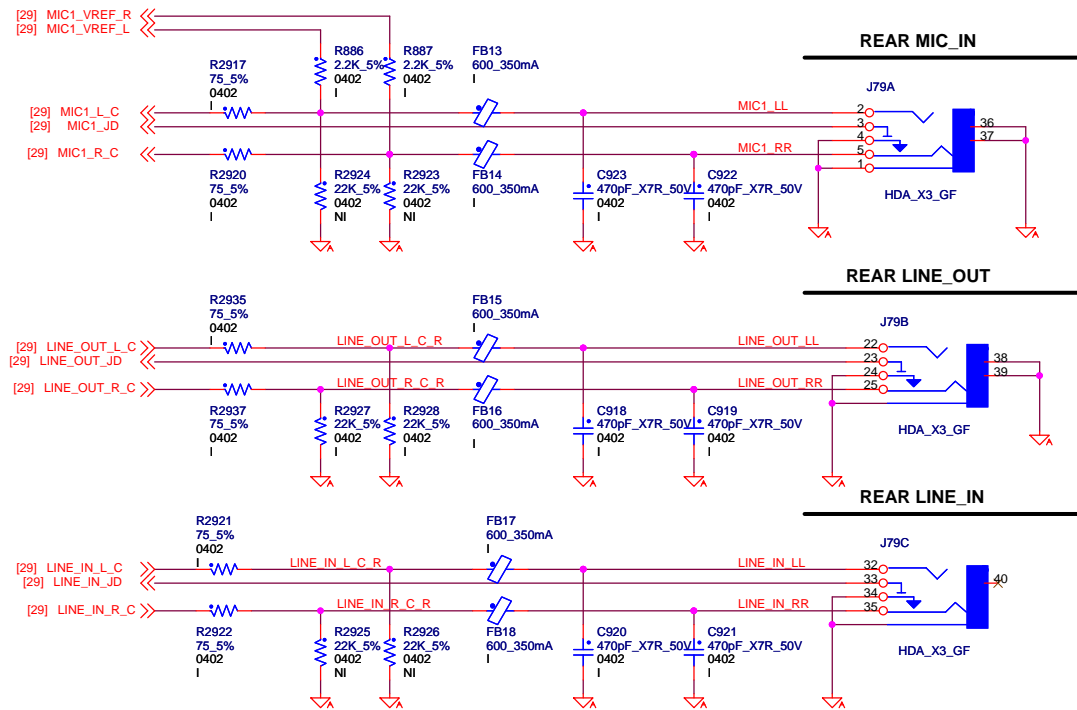 [29] MIC1_VREF_R
[29] MIC1_VREF_L
REAR MIC_IN
R2917
75_5%
0402
I
R886
2.2K_5%
0402
I
R887
2.2K_5%
0402
I
FB13
600_350mA
I
J79A
[29] MIC1_L_C
[29] MIC1_JD
[29] MIC1_R_C
MIC1_LL
MIC1_RR
2
3
4
5
1
36
37
R2920
75_5%
0402
I
R2924
22K_5%
0402
NI
R2923
22K_5%
0402
NI
FB14
600_350mA
I
C923
470pF_X7R_50V
0402
I
C922
470pF_X7R_50V
0402
I
HDA_X3_GF
A
A
A
A
A
A
REAR LINE_OUT
R2935
75_5%
0402
I
FB15
600_350mA
I
J79B
[29] LINE_OUT_L_C
[29] LINE_OUT_JD
[29] LINE_OUT_R_C
LINE_OUT_L_C_R
LINE_OUT_R_C_R
LINE_OUT_LL
LINE_OUT_RR
22
23
24
25
38
39
R2937
75_5%
0402
I
R2927
22K_5%
0402
I
R2928
22K_5%
0402
I
FB16
600_350mA
I
C918
470pF_X7R_50V
0402
I
C919
470pF_X7R_50V
0402
I
HDA_X3_GF
A
A
A
A
A
A
REAR LINE_IN
R2921
75_5%
0402
I
FB17
600_350mA
I
J79C
[29] LINE_IN_L_C
[29] LINE_IN_JD
[29] LINE_IN_R_C
LINE_IN_L_C_R
LINE_IN_R_C_R
LINE_IN_LL
LINE_IN_RR
32
33
34
35
40
R2922
75_5%
0402
I
R2925
22K_5%
0402
NI
R2926
22K_5%
0402
NI
FB18
600_350mA
I
C920
470pF_X7R_50V
0402
I
C921
470pF_X7R_50V
0402
I
HDA_X3_GF
A
A
A
A
A